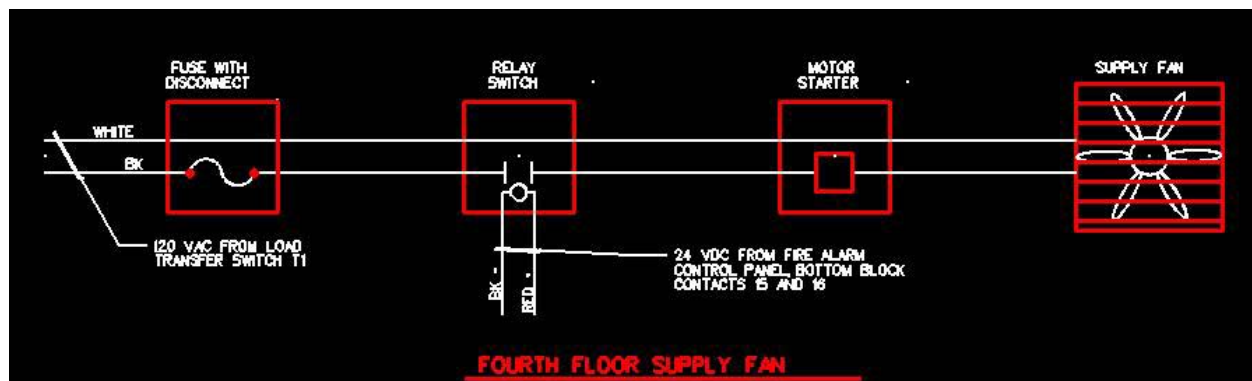 FUSE WITH
DISCONNECT
RELAY
SWITCH
MOTOR
STARTER
SUPPLY FAN
WHITE
BK
120 VAC FROM LOAD
TRANSFER SWITCH T1
BK
RED
24 VDC FROM FIRE ALARM
CONTROL PANEL, BOTTOM BLOCK
CONTACTS 15 AND 16
FOURTH FLOOR SUPPLY FAN